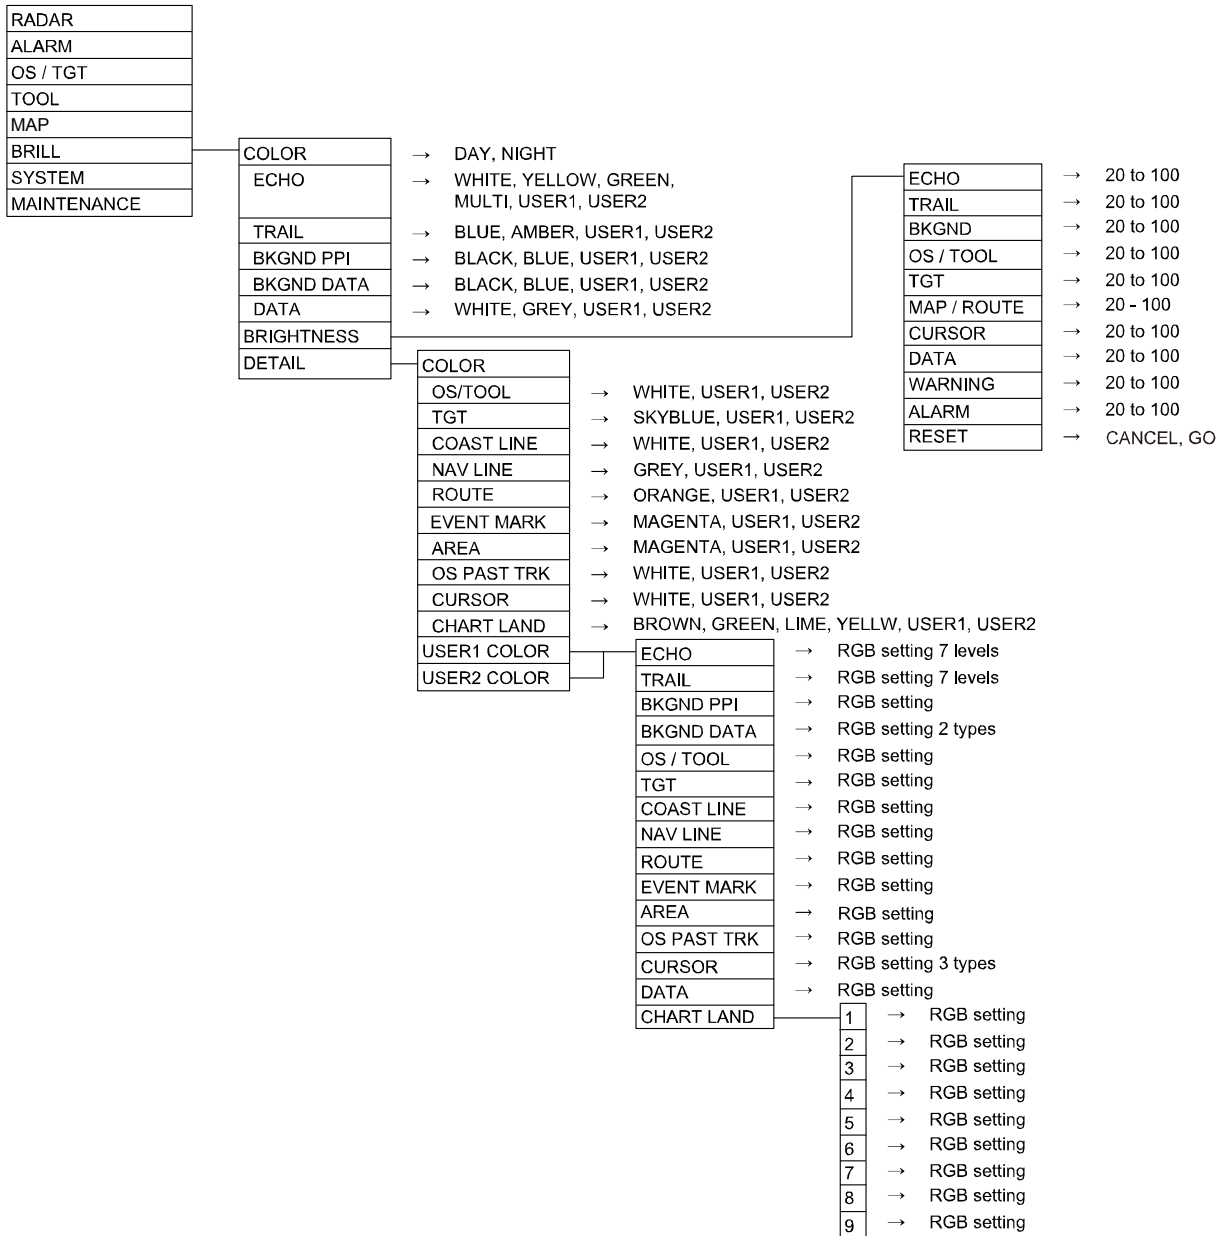 RADAR
ALARM
OS / TGT
TOOL
MAP
BRILL
SYSTEM
MAINTENANCE
COLOR → DAY, NIGHT
ECHO → WHITE, YELLOW, GREEN,
MULTI, USER1, USER2
TRAIL → BLUE, AMBER, USER1, USER2
BKGND PPI → BLACK, BLUE, USER1, USER2
BKGND DATA → BLACK, BLUE, USER1, USER2
DATA → WHITE, GREY, USER1, USER2
BRIGHTNESS
DETAIL
ECHO → 20 to 100
TRAIL → 20 to 100
BKGND → 20 to 100
OS / TOOL → 20 to 100
TGT → 20 to 100
MAP / ROUTE → 20 - 100
CURSOR → 20 to 100
DATA → 20 to 100
WARNING → 20 to 100
ALARM → 20 to 100
RESET → CANCEL, GO
COLOR
OS/TOOL → WHITE, USER1, USER2
TGT → SKYBLUE, USER1, USER2
COAST LINE → WHITE, USER1, USER2
NAV LINE → GREY, USER1, USER2
ROUTE → ORANGE, USER1, USER2
EVENT MARK → MAGENTA, USER1, USER2
AREA → MAGENTA, USER1, USER2
OS PAST TRK → WHITE, USER1, USER2
CURSOR → WHITE, USER1, USER2
CHART LAND → BROWN, GREEN, LIME, YELLW, USER1, USER2
USER1 COLOR
USER2 COLOR
ECHO → RGB setting 7 levels
TRAIL → RGB setting 7 levels
BKGND PPI → RGB setting
BKGND DATA → RGB setting 2 types
OS / TOOL → RGB setting
TGT → RGB setting
COAST LINE → RGB setting
NAV LINE → RGB setting
ROUTE → RGB setting
EVENT MARK → RGB setting
AREA → RGB setting
OS PAST TRK → RGB setting
CURSOR → RGB setting 3 types
DATA → RGB setting
CHART LAND
1 → RGB setting
2 → RGB setting
3 → RGB setting
4 → RGB setting
5 → RGB setting
6 → RGB setting
7 → RGB setting
8 → RGB setting
9 → RGB setting